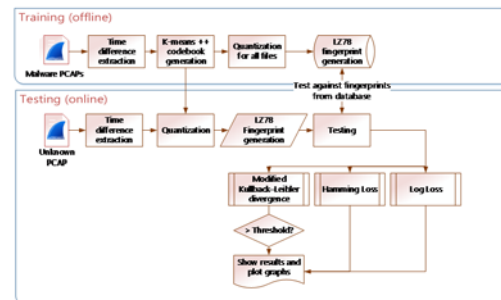 Training (offline)
Malware PCAPs
Time
difference
extraction
K-means ++
codebook
generation
Quantization
for all files
LZ78
fingerprint
generation
Test against fingerprints
from database
Testing (online)
Unknown
PCAP
Time
difference
extraction
Quantization
LZ78
Fingerprint
generation
Testing
Modified
Kullback-Leibler
divergence
Hamming Loss
Log Loss
> Threshold?
Show results and
plot graphs